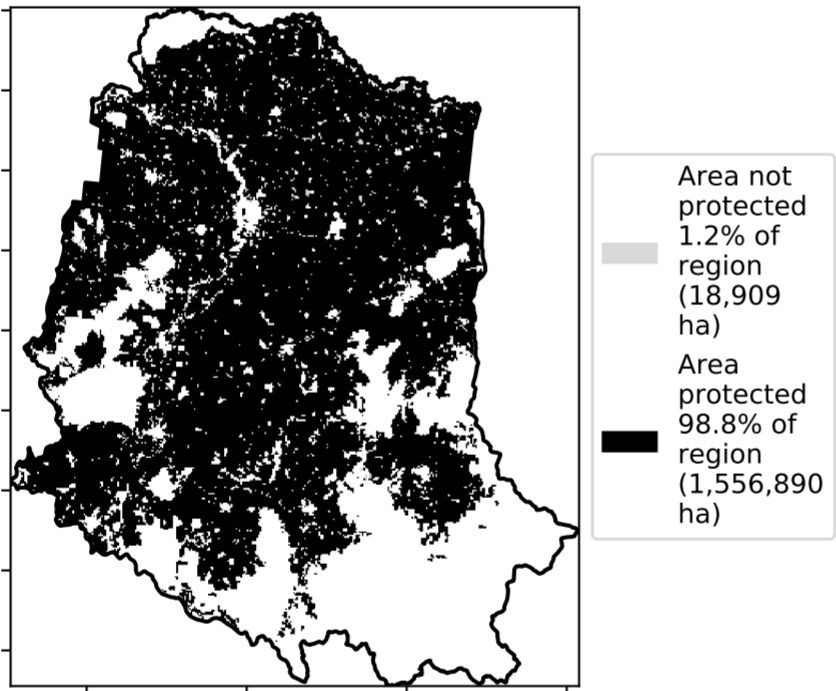 Area not
protected
1.2% of
region
(18,909
ha)
Area
protected
98.8% of
region
(1,556,890
ha)